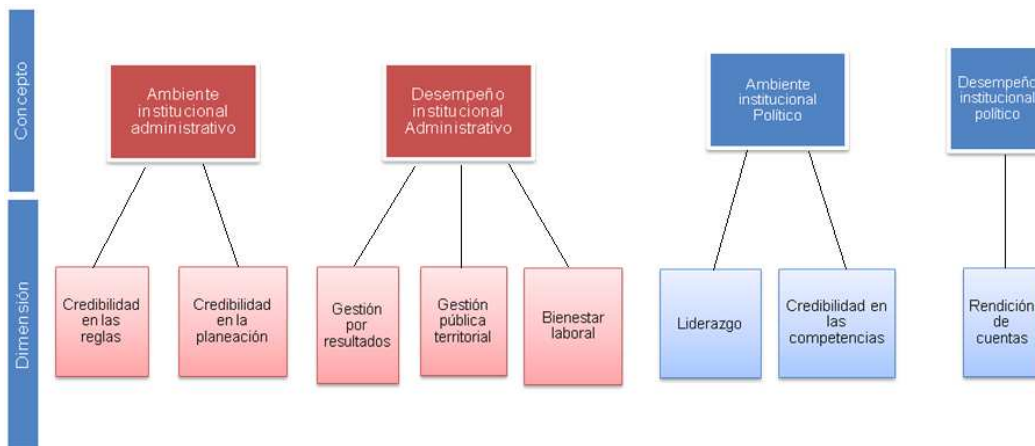 Concepto
Ambiente
institucional
administrativo
Desempeño
institucional
Administrativo
Ambiente
institucional
Político
Desempeño
institucional
político
Dimensión
Credibilidad
en las
reglas
Credibilidad
en la
planeación
Gestión
por
resultados
Gestión
pública
territorial
Bienestar
laboral
Liderazgo
Credibilidad en
las
competencias
Rendición
de
cuentas